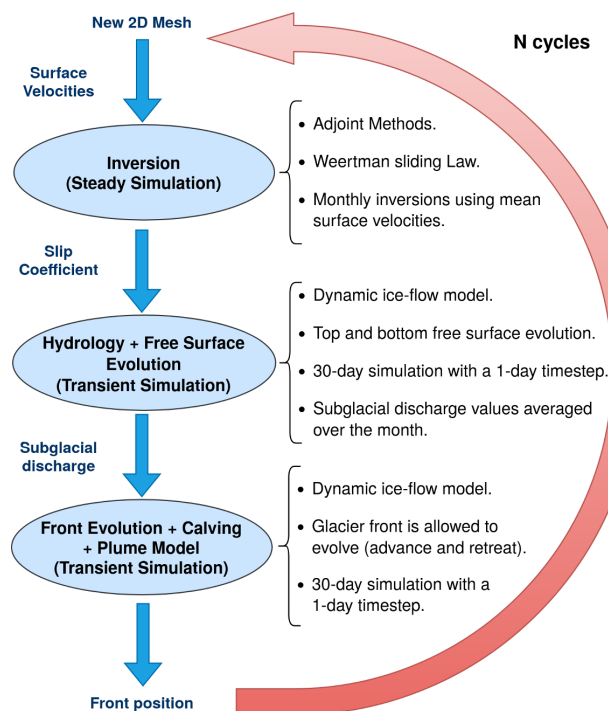 New 2D Mesh
N cycles
Surface
Velocities
Inversion
(Steady Simulation)
• Adjoint Methods.
• Weertman sliding Law.
• Monthly inversions using mean
surface velocities.
Slip
Coefficient
Hydrology + Free Surface
Evolution
(Transient Simulation)
• Dynamic ice-flow model.
• Top and bottom free surface evolution.
• 30-day simulation with a 1-day timestep.
• Subglacial discharge values averaged
over the month.
Subglacial
discharge
Front Evolution + Calving
+ Plume Model
(Transient Simulation)
• Dynamic ice-flow model.
• Glacier front is allowed to
evolve (advance and retreat).
• 30-day simulation with a
1-day timestep.
Front position